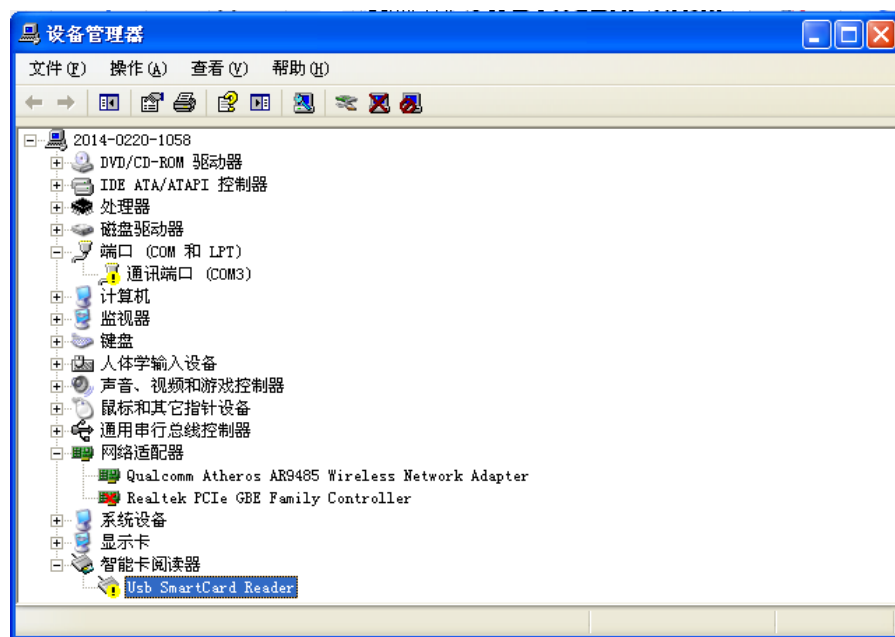 设备管理器
文件(F) 操作(A) 查看(V) 帮助(H)
2014-0220-1058
DVD/CD-ROM 驱动器
IDE ATA/ATAPI 控制器
处理器
磁盘驱动器
端口 (COM 和 LPT)
通讯端口 (COM3)
计算机
监视器
键盘
人体学输入设备
声音、视频和游戏控制器
鼠标和其它指针设备
通用串行总线控制器
网络适配器
Qualcomm Atheros AR9485 Wireless Network Adapter
Realtek PCIe GBE Family Controller
系统设备
显示卡
智能卡阅读器
Usb SmartCard Reader